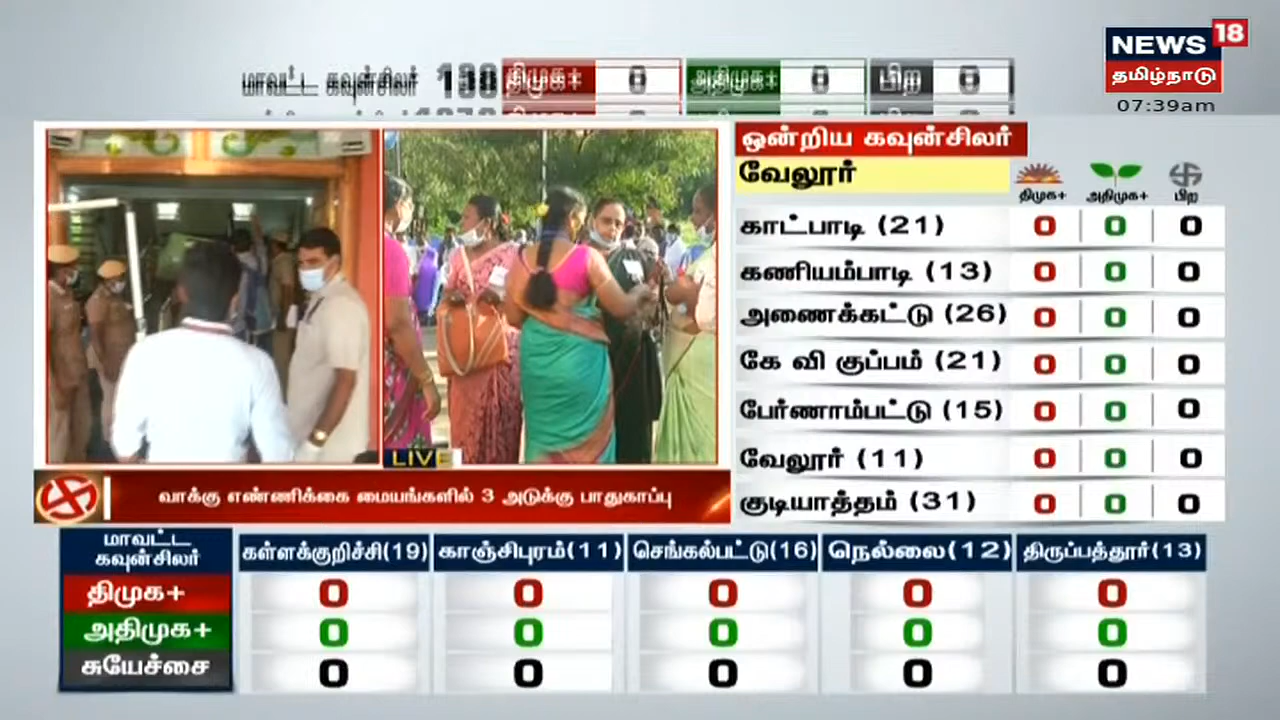 NEWS 18
தமிழ்நாடு
07:39am
மாவட்ட கவுன்சிலர் 138 திமுக+ 0 அதிமுக+ 0 பிற 0
ஒன்றிய கவுன்சிலர்
வேலூர் திமுக+ அதிமுக+ பிற
காட்பாடி (21) 0 0 0
கணியம்பாடி (13) 0 0 0
அணைக்கட்டு (26) 0 0 0
கே வி குப்பம் (21) 0 0 0
பேர்ணாம்பட்டு (15) 0 0 0
வேலூர் (11) 0 0 0
குடியாத்தம் (31) 0 0 0
LIVE
வாக்கு எண்ணிக்கை மையங்களில் 3 அடுக்கு பாதுகாப்பு
மாவட்ட
கவுன்சிலர் கள்ளக்குறிச்சி(19) காஞ்சிபுரம்(11) செங்கல்பட்டு(16) நெல்லை(12) திருப்பத்தூர்(13)
திமுக+ 0 0 0 0 0
அதிமுக+ 0 0 0 0 0
சுயேச்சை 0 0 0 0 0